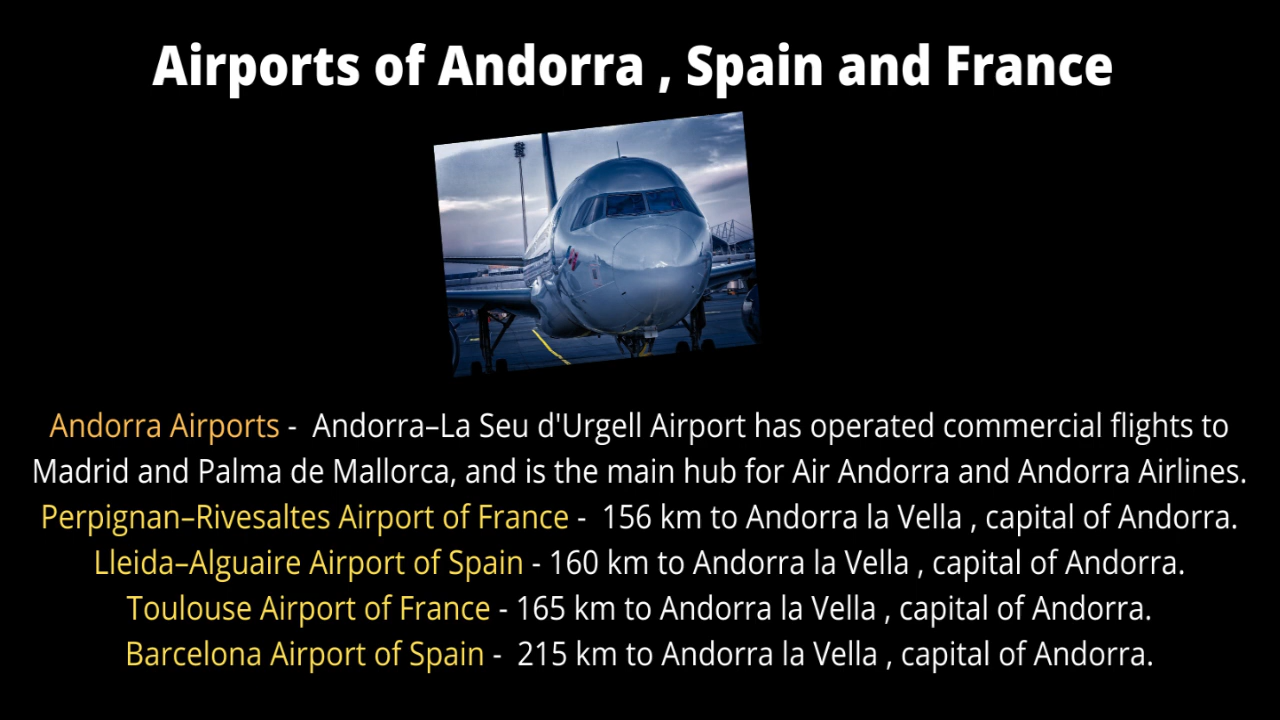 Airports of Andorra , Spain and France
Andorra Airports -  Andorra–La Seu d'Urgell Airport has operated commercial flights to
Madrid and Palma de Mallorca, and is the main hub for Air Andorra and Andorra Airlines.
Perpignan–Rivesaltes Airport of France -  156 km to Andorra la Vella , capital of Andorra.
Lleida–Alguaire Airport of Spain - 160 km to Andorra la Vella , capital of Andorra.
Toulouse Airport of France - 165 km to Andorra la Vella , capital of Andorra.
Barcelona Airport of Spain -  215 km to Andorra la Vella , capital of Andorra.